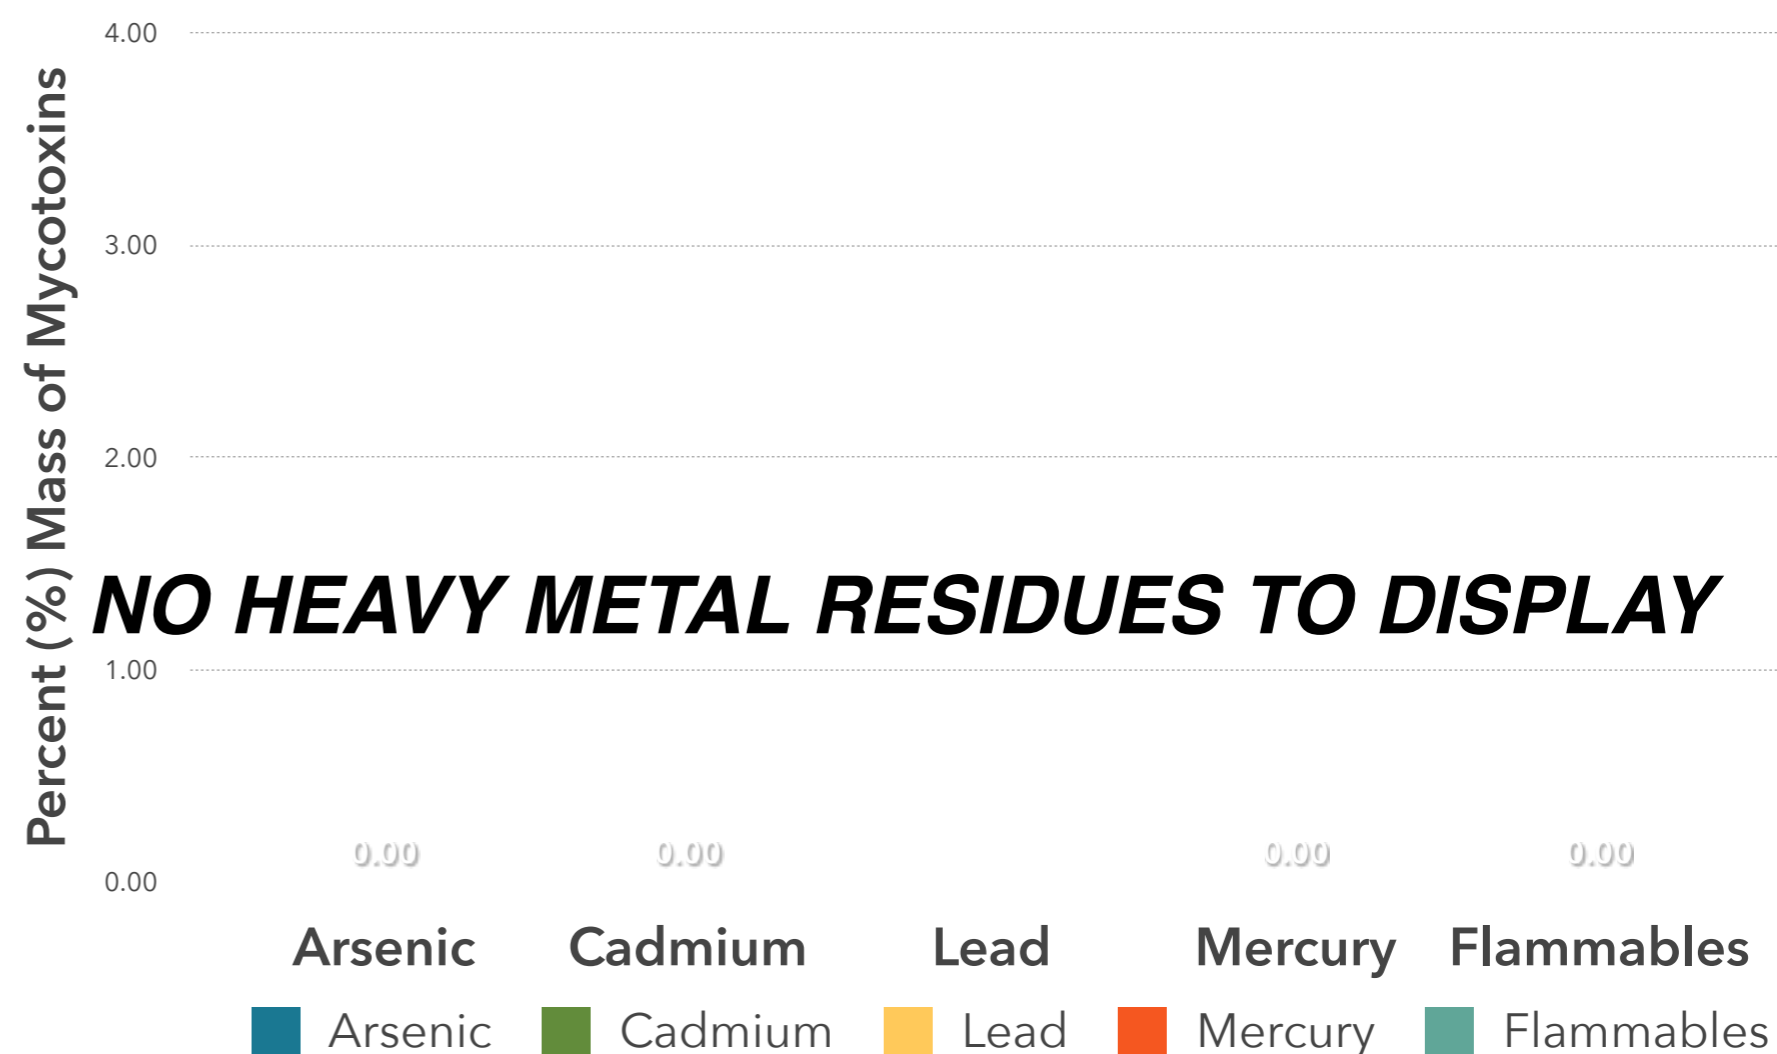 Percent (%) Mass of Mycotoxins
4.00
3.00
2.00
NO HEAVY METAL RESIDUES TO DISPLAY
1.00
0.00 0.00 0.00 0.00
0.00
Arsenic Cadmium Lead Mercury Flammables
Arsenic Cadmium Lead Mercury Flammables